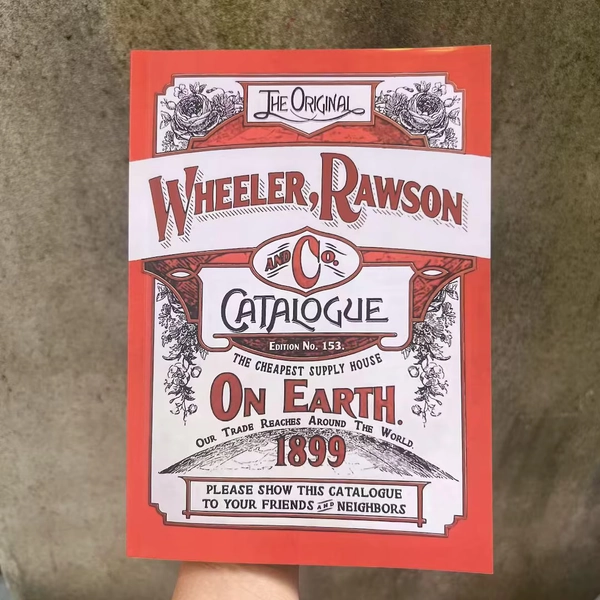 The Original
Wheeler, Rawson
and Co.
Catalogue
Edition No. 153.
The Cheapest Supply House
On Earth.
Our Trade Reaches Around The World.
1899
Please show this catalogue
to your friends and neighbors